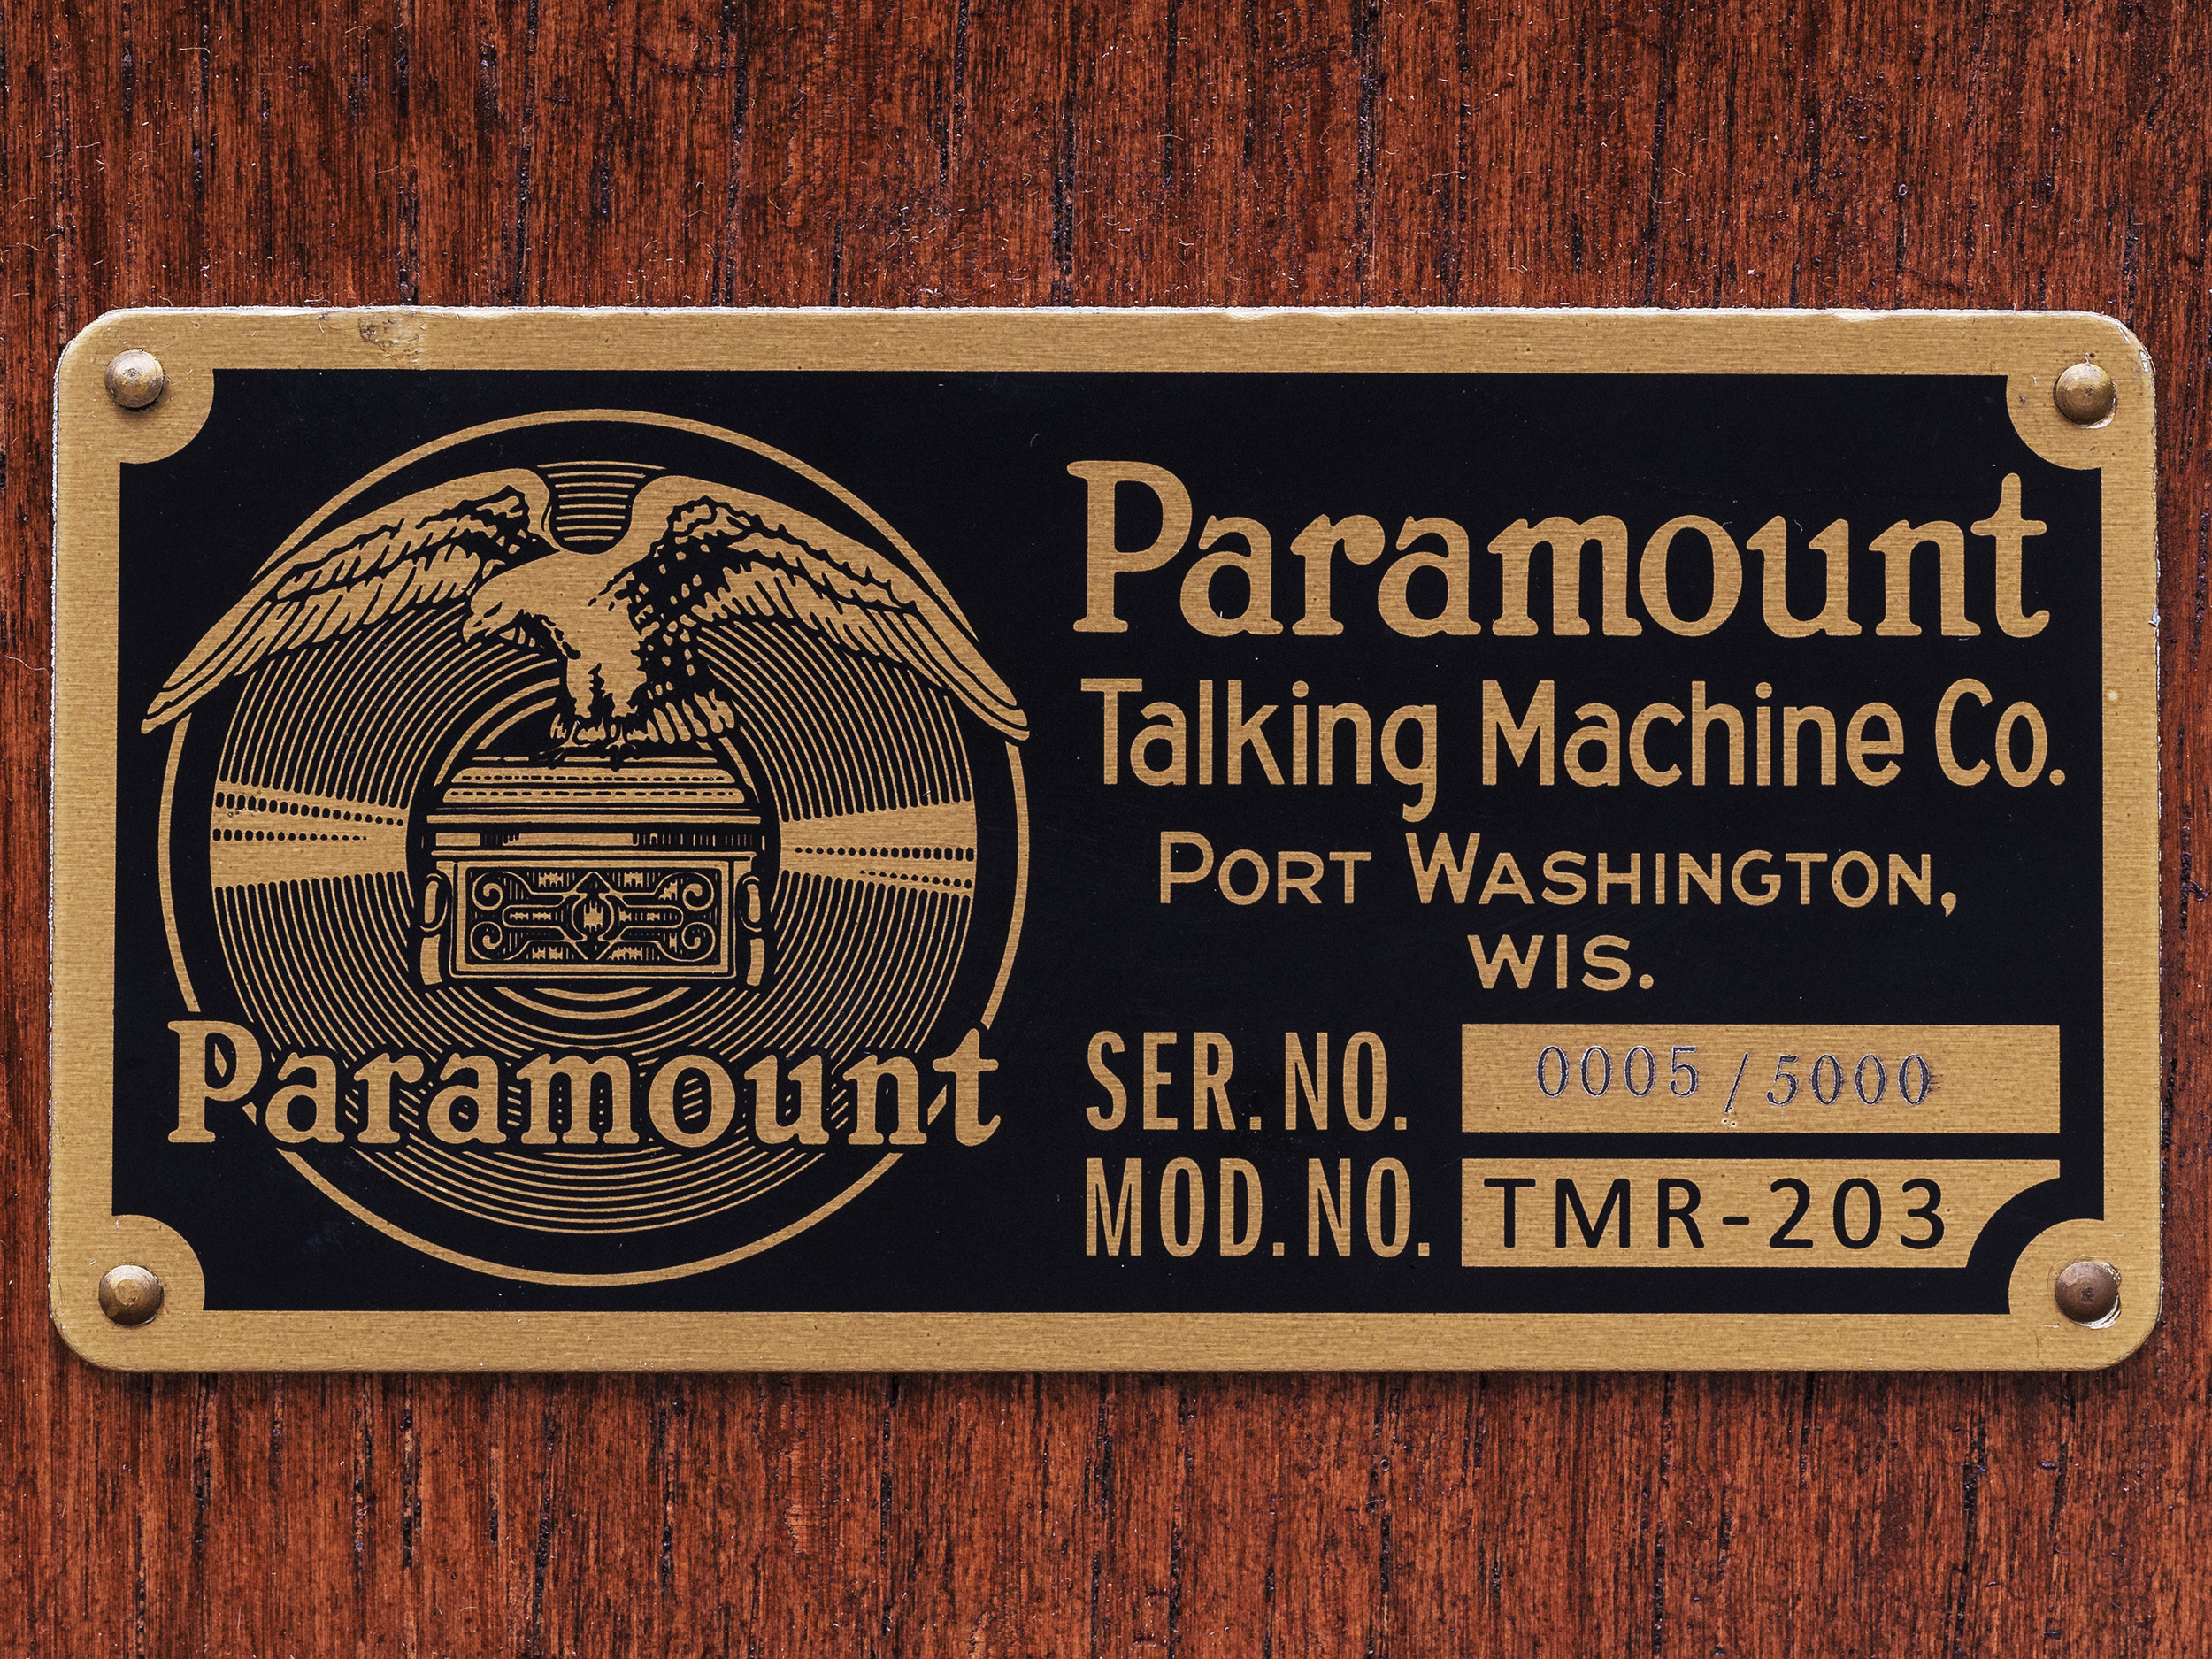 Paramount
Paramount
Talking Machine Co.
PORT WASHINGTON,
WIS.
SER. NO. 0005/5000
MOD. NO. TMR-203